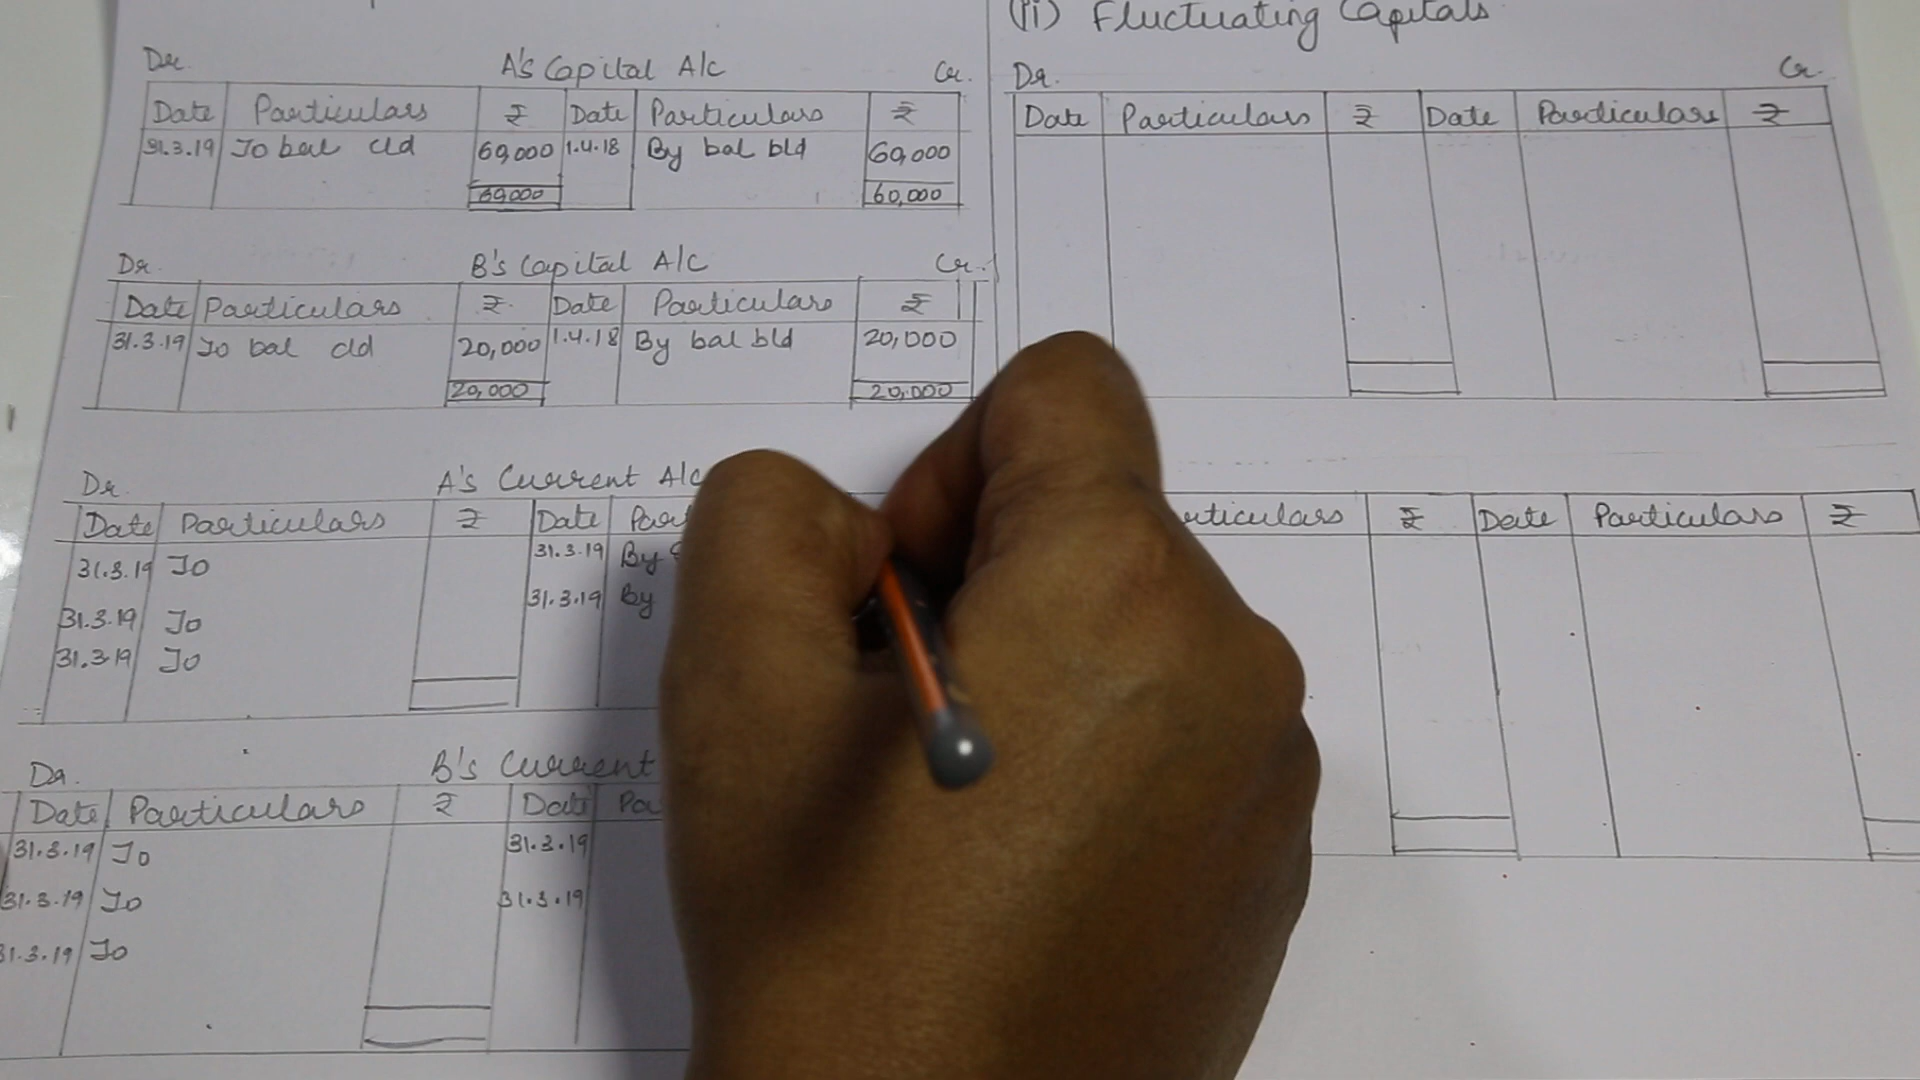 (ii) Fluctuating Capitals
Dr. A's Capital A/c Cr.
Date Particulars ₹ Date Particulars ₹
31.3.19 To bal c/d 60,000 1.4.18 By bal b/d 60,000
60,000 60,000
Dr. B's Capital A/c Cr.
Date Particulars ₹ Date Particulars ₹
31.3.19 To bal c/d 20,000 1.4.18 By bal b/d 20,000
20,000 20,000
Dr. A's Current A/c
Date Particulars ₹ Date
31.3.19 To 31.3.19 By
31.3.19 To 31.3.19 By
31.3.19 To
Dr. B's Current
Date Particulars ₹ Date
31.3.19 To 31.3.19
31.3.19 To 31.3.19
31.3.19 To
Dr. Cr.
Date Particulars ₹ Date Particulars ₹
articulars ₹ Date Particulars ₹